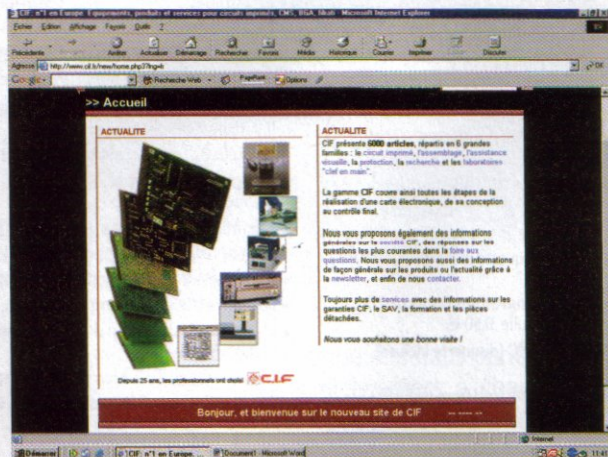 CIF: n°1 en Europe. Equipements, produits et services pour circuits imprimés, CMS, BGA, - Microsoft Internet Explorer
Fichier Edition Affichage Favoris Outils ?
Précédente Arrêter Actualiser Démarrage Rechercher Favoris Média Historique Courrier Imprimer Discuter
Adresse http://www.cif.fr/new/home.php3?lng=fr OK
Google Recherche Web PageRank Options
>> Accueil
ACTUALITE
Depuis 25 ans, les professionnels ont choisi C.I.F
ACTUALITE
CIF présente 6000 articles, répartis en 6 grandes
familles : le circuit imprimé, l'assemblage, l'assistance
visuelle, la protection, la recherche et les laboratoires
"clef en main".
La gamme CIF couvre ainsi toutes les étapes de la
réalisation d'une carte électronique, de sa conception
au contrôle final.
Nous vous proposons également des informations
générales sur la société CIF, des réponses sur les
questions les plus courantes dans la foire aux
questions. Nous vous proposons aussi des informations
de façon générale sur les produits ou l'actualité grâce à
la newsletter, et enfin de nous contacter.
Toujours plus de services avec des informations sur les
garanties CIF, le SAV, la formation et les pièces
détachées.
Nous vous souhaitons une bonne visite !
Bonjour, et bienvenue sur le nouveau site de CIF
Internet
Démarrer CIF: n°1 en Europe. ... Document1 - Microsoft Word 11:41